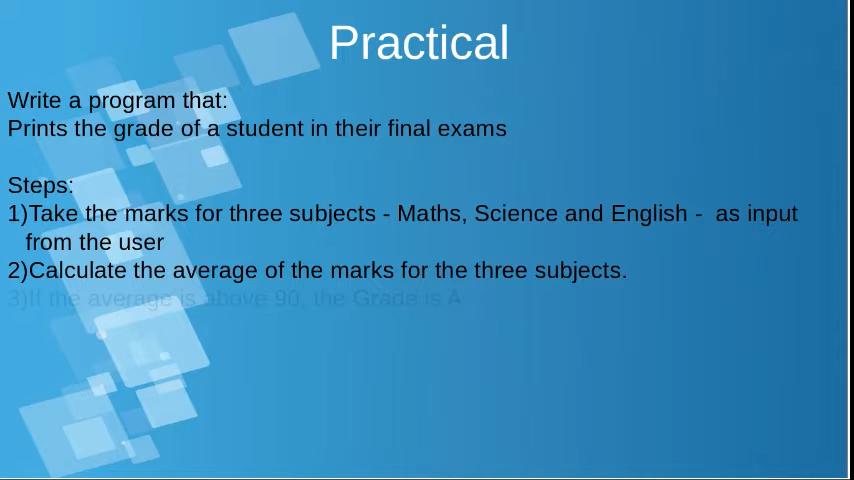 Practical
Write a program that:
Prints the grade of a student in their final exams
Steps:
1)Take the marks for three subjects - Maths, Science and English -  as input
from the user
2)Calculate the average of the marks for the three subjects.
3)If the average is above 90, the Grade is A